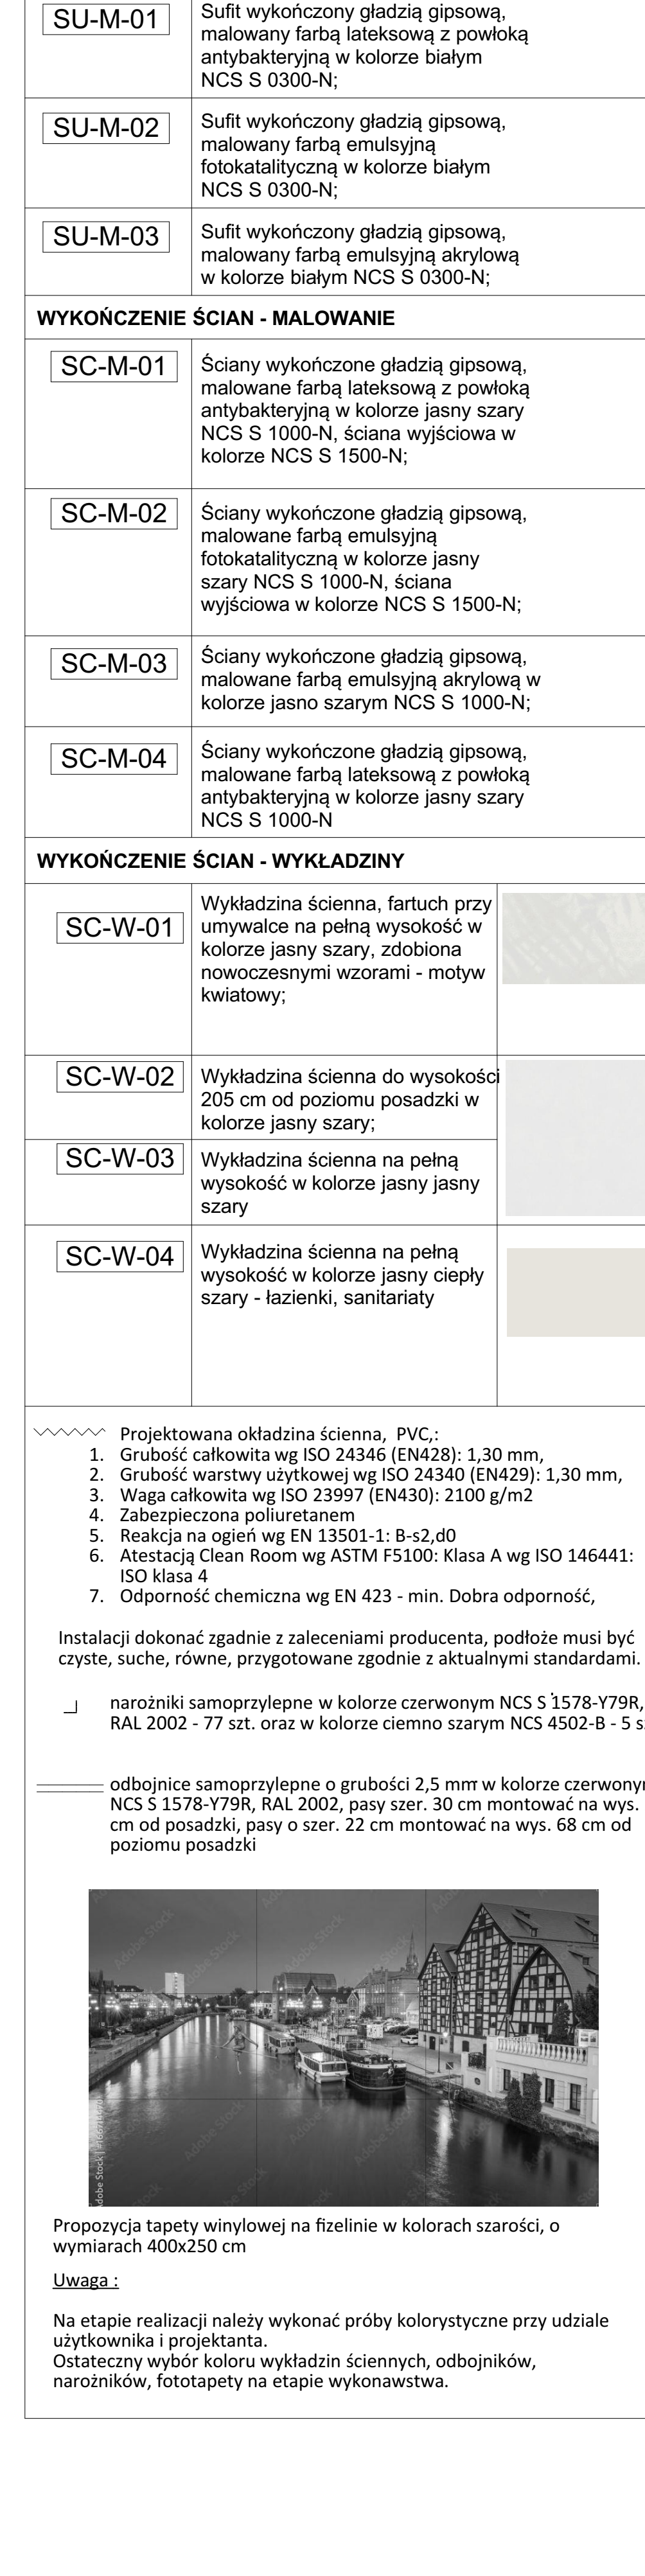 SU-M-01
Sufit wykończony gładzią gipsową,
malowany farbą lateksową z powłoką
antybakteryjną w kolorze białym
NCS S 0300-N;
SU-M-02
Sufit wykończony gładzią gipsową,
malowany farbą emulsyjną
fotokatalityczną w kolorze białym
NCS S 0300-N;
SU-M-03
Sufit wykończony gładzią gipsową,
malowany farbą emulsyjną akrylową
w kolorze białym NCS S 0300-N;
WYKOŃCZENIE ŚCIAN - MALOWANIE
SC-M-01
Ściany wykończone gładzią gipsową,
malowane farbą lateksową z powłoką
antybakteryjną w kolorze jasny szary
NCS S 1000-N, ściana wyjściowa w
kolorze NCS S 1500-N;
SC-M-02
Ściany wykończone gładzią gipsową,
malowane farbą emulsyjną
fotokatalityczną w kolorze jasny
szary NCS S 1000-N, ściana
wyjściowa w kolorze NCS S 1500-N;
SC-M-03
Ściany wykończone gładzią gipsową,
malowane farbą emulsyjną akrylową w
kolorze jasno szarym NCS S 1000-N;
SC-M-04
Ściany wykończone gładzią gipsową,
malowane farbą lateksową z powłoką
antybakteryjną w kolorze jasny szary
NCS S 1000-N
WYKOŃCZENIE ŚCIAN - WYKŁADZINY
SC-W-01
Wykładzina ścienna, fartuch przy
umywalce na pełną wysokość w
kolorze jasny szary, zdobiona
nowoczesnymi wzorami - motyw
kwiatowy;
SC-W-02
Wykładzina ścienna do wysokości
205 cm od poziomu posadzki w
kolorze jasny szary;
SC-W-03
Wykładzina ścienna na pełną
wysokość w kolorze jasny jasny
szary
SC-W-04
Wykładzina ścienna na pełną
wysokość w kolorze jasny ciepły
szary - łazienki, sanitariaty
Projektowana okładzina ścienna, PVC,:
1. Grubość całkowita wg ISO 24346 (EN428): 1,30 mm,
2. Grubość warstwy użytkowej wg ISO 24340 (EN429): 1,30 mm,
3. Waga całkowita wg ISO 23997 (EN430): 2100 g/m2
4. Zabezpieczona poliuretanem
5. Reakcja na ogień wg EN 13501-1: B-s2,d0
6. Atestacją Clean Room wg ASTM F5100: Klasa A wg ISO 146441:
ISO klasa 4
7. Odporność chemiczna wg EN 423 - min. Dobra odporność,
Instalacji dokonać zgadnie z zaleceniami producenta, podłoże musi być
czyste, suche, równe, przygotowane zgodnie z aktualnymi standardami.
narożniki samoprzylepne w kolorze czerwonym NCS S 1578-Y79R,
RAL 2002 - 77 szt. oraz w kolorze ciemno szarym NCS 4502-B - 5 s
odbojnice samoprzylepne o grubości 2,5 mm w kolorze czerwony
NCS S 1578-Y79R, RAL 2002, pasy szer. 30 cm montować na wys.
cm od posadzki, pasy o szer. 22 cm montować na wys. 68 cm od
poziomu posadzki
Adobe Stock
Propozycja tapety winylowej na fizelinie w kolorach szarości, o
wymiarach 400x250 cm
Uwaga :
Na etapie realizacji należy wykonać próby kolorystyczne przy udziale
użytkownika i projektanta.
Ostateczny wybór koloru wykładzin ściennych, odbojników,
narożników, fototapety na etapie wykonawstwa.